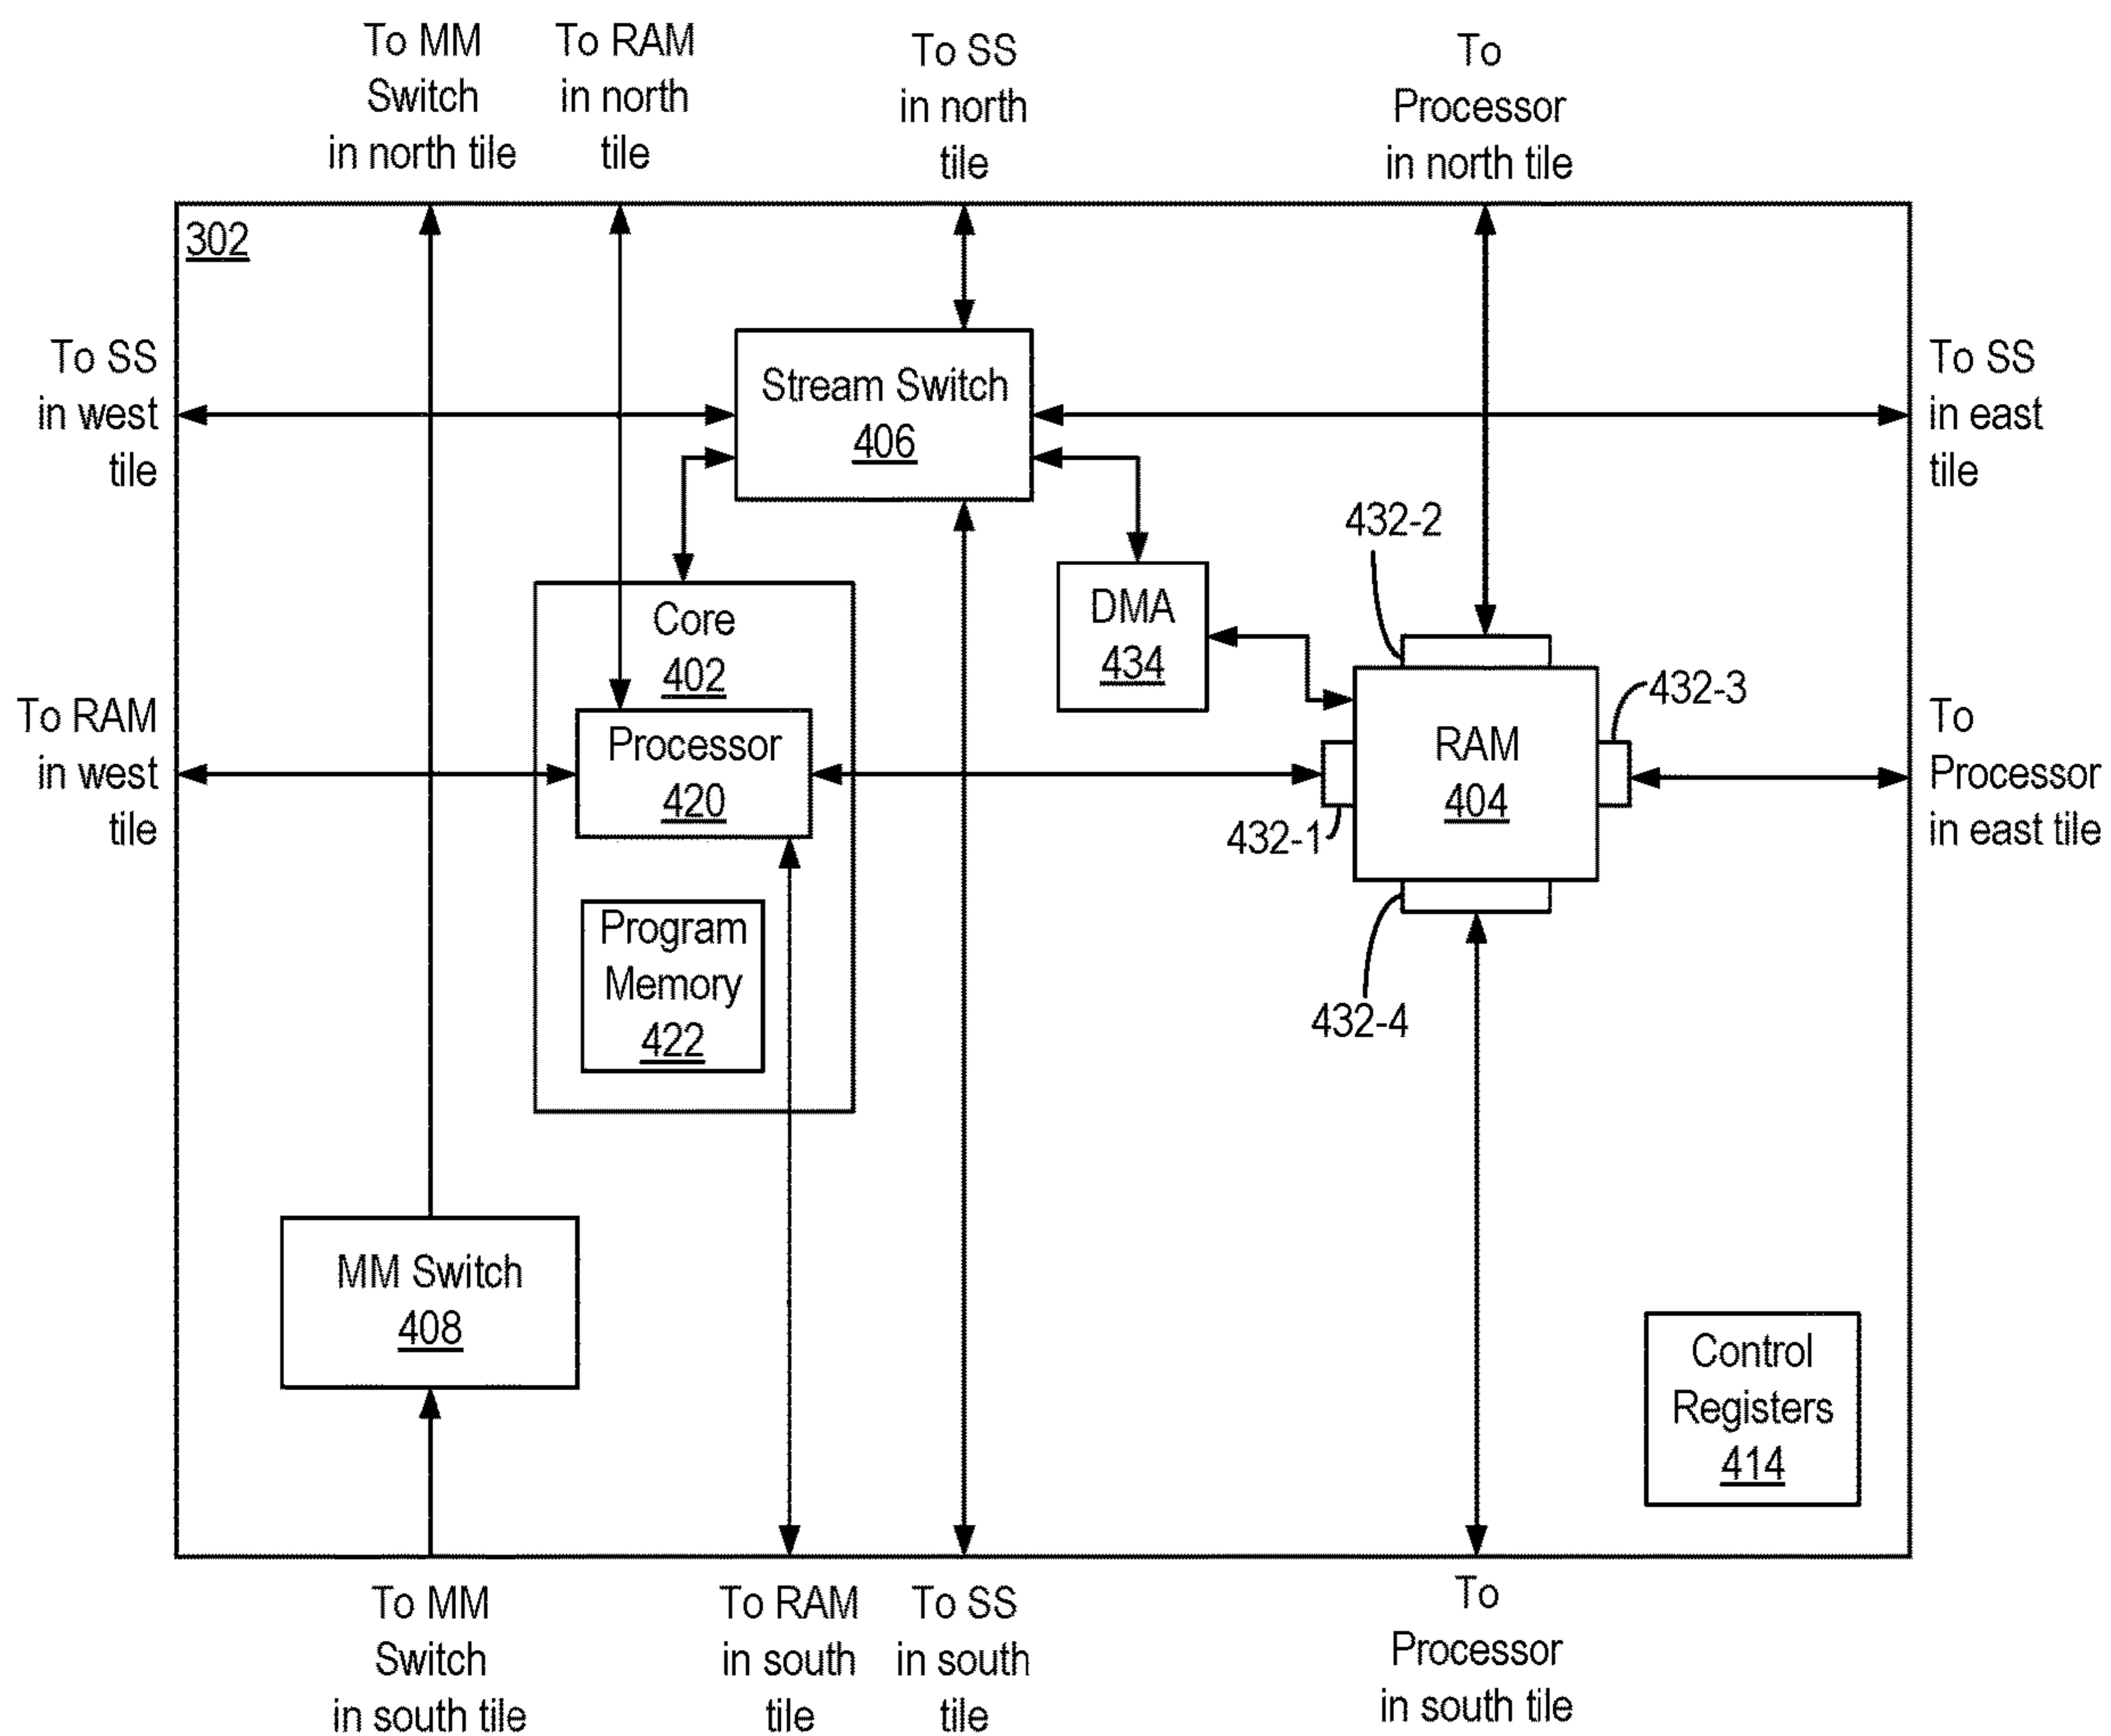 To MM
Switch
in north tile
To RAM
in north
tile
To SS
in north
tile
To
Processor
in north tile
302
To SS
in west
tile
Stream Switch
406
To SS
in east
tile
432-2
DMA
434
Core
402
432-3
To RAM
in west
tile
Processor
420
RAM
404
To
Processor
in east tile
432-1
Program
Memory
422
432-4
MM Switch
408
Control
Registers
414
To MM
Switch
in south tile
To RAM
in south
tile
To SS
in south
tile
To
Processor
in south tile